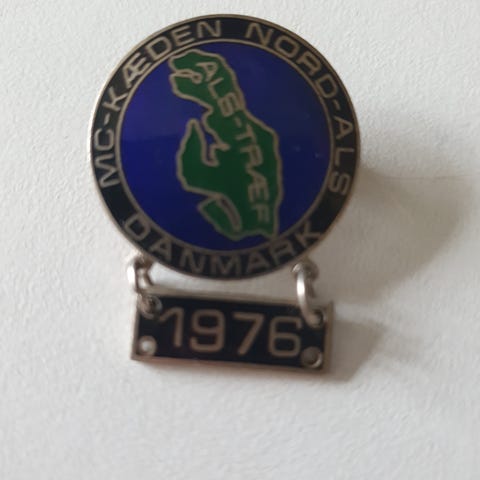 MC-KÆDEN NORD-ALS
ALS-TRÆF
DANMARK
1976